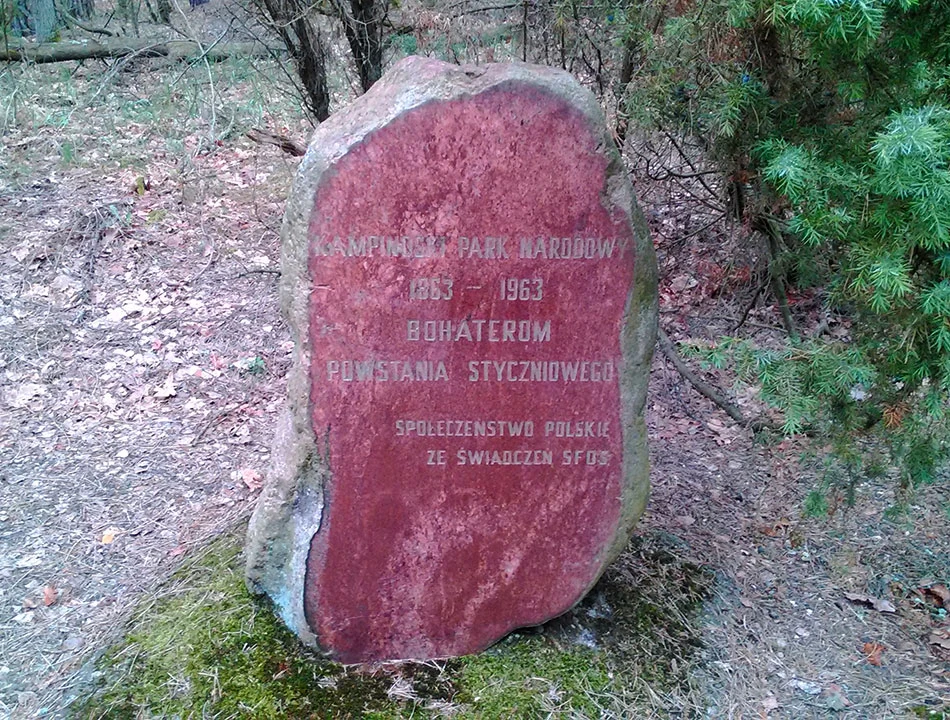 KAMPINOSKI PARK NARODOWY
1863 – 1963
BOHATEROM
POWSTANIA STYCZNIOWEGO
SPOŁECZEŃSTWO POLSKIE
ZE ŚWIADCZEŃ SFOS